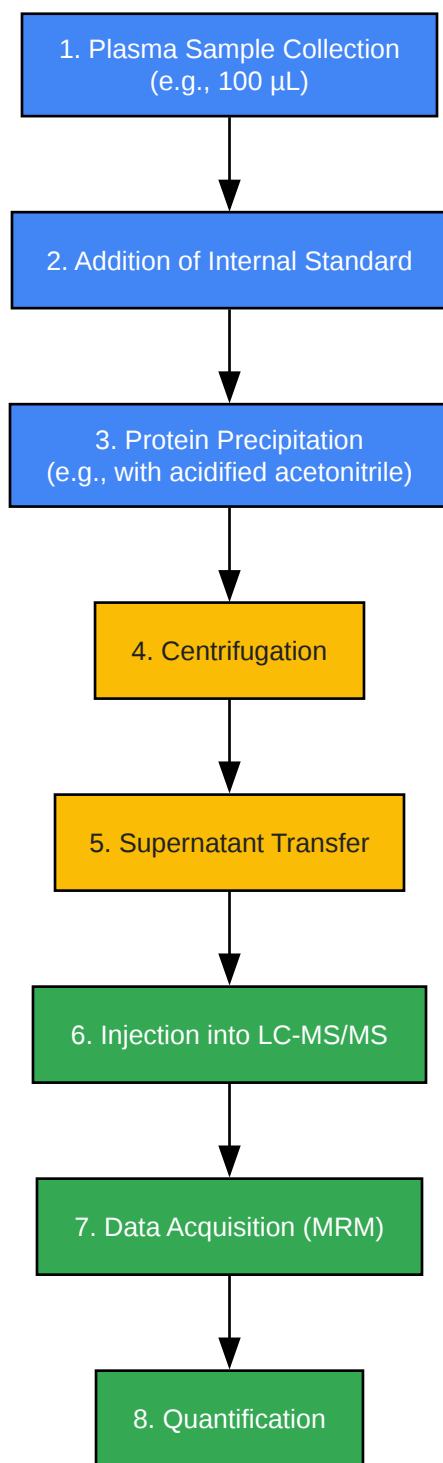 1. Plasma Sample Collection
(e.g., 100 µL)
2. Addition of Internal Standard
3. Protein Precipitation
(e.g., with acidified acetonitrile)
4. Centrifugation
5. Supernatant Transfer
6. Injection into LC-MS/MS
7. Data Acquisition (MRM)
8. Quantification